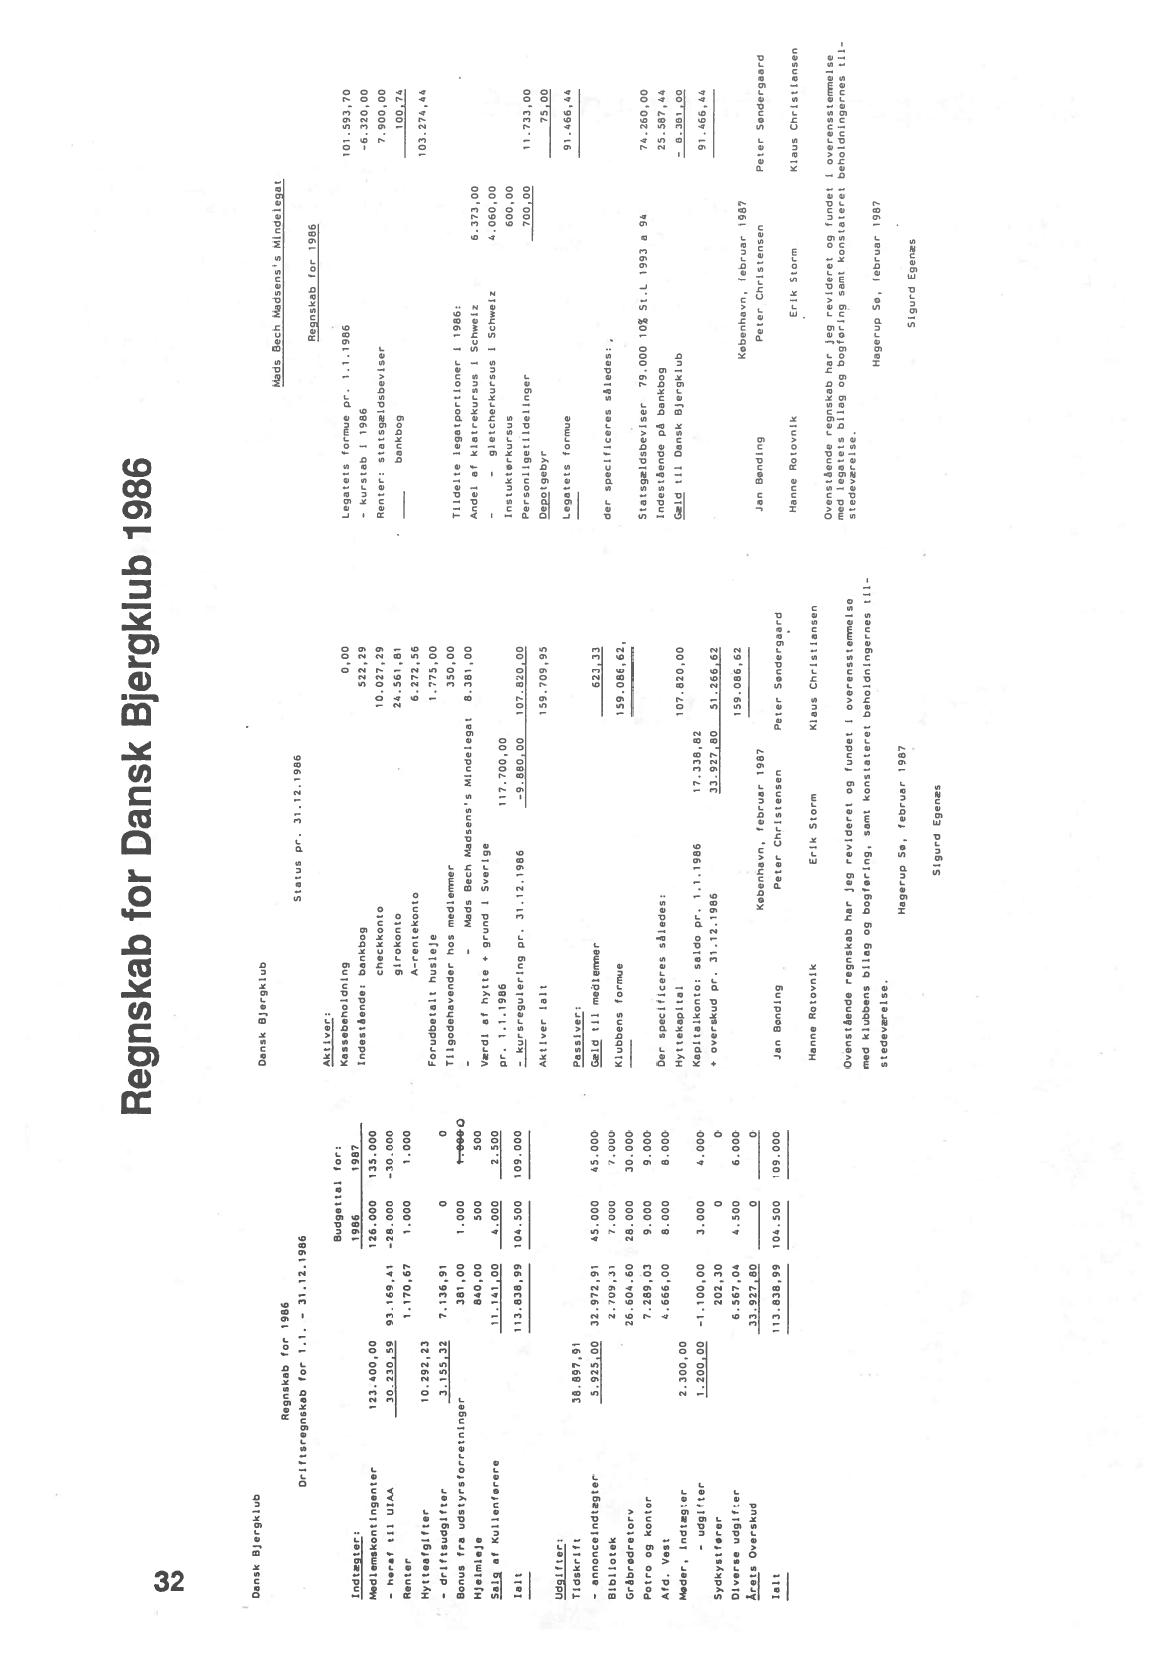 32
Regnskab for Dansk Bjergklub 1986
Dansk Bjergklub
Regnskab for 1986
Driftsregnskab for 1.1. - 31.12.1986
Budgettal for:
Indtægter: 1986 1987
Medlemskontingenter 123.400,00 126.000 135.000
- heraf til UIAA 30.230,59 93.169,41 -28.000 -30.000
Renter 1.170,67 1.000 1.000
Hytteafgifter 10.292,23
- driftsudgifter 3.155,32 7.136,91 0 0
Bonus fra udstyrsforretninger 381,00 1.000 1.000 0
Hjelmleje 840,00 500 500
Salg af Kullenførere 11.141,00 4.000 2.500
Ialt 113.838,99 104.500 109.000
Udgifter:
Tidskrift 38.897,91
- annonceindtægter 5.925,00 32.972,91 45.000 45.000
Bibliotek 2.709,31 7.000 7.000
Gråbrødretorv 26.604,60 28.000 30.000
Potro og kontor 7.289,03 9.000 9.000
Afd. Vest 4.666,00 8.000 8.000
Møder, indtægter 2.300,00
- udgifter 1.200,00 -1.100,00 3.000 4.000
Sydkystfører 202,30 0 0
Diverse udgifter 6.567,04 4.500 6.000
Årets Overskud 33.927,80 0 0
Ialt 113.838,99 104.500 109.000
Dansk Bjergklub
Status pr. 31.12.1986
Aktiver:
Kassebeholdning 0,00
Indestående: bankbog 522,29
checkkonto 10.027,29
girokonto 24.561,81
A-rentekonto 6.272,56
Forudbetalt husleje 1.775,00
Tilgodehavender hos medlemmer 350,00
- - Mads Bech Madsens's Mindelegat 8.381,00
Værdi af hytte + grund i Sverige
pr. 1.1.1986 117.700,00
- kursregulering pr. 31.12.1986 -9.880,00 107.820,00
Aktiver ialt 159.709,95
Passiver:
Gæld til medlemmer 623,33
Klubbens formue 159.086,62
Der specificeres således:
Hyttekapital 107.820,00
Kapitalkonto: saldo pr. 1.1.1986 17.338,82
+ overskud pr. 31.12.1986 33.927,80 51.266,62
159.086,62
København, februar 1987
Jan Bønding Peter Christensen Peter Søndergaard
Hanne Rotovnik Erik Storm Klaus Christiansen
Ovenstående regnskab har jeg revideret og fundet i overensstemmelse
med klubbens bilag og bogføring, samt konstateret beholdningernes til-
stedeværelse.
Hagerup Sø, februar 1987
Sigurd Egenæs
Mads Bech Madsens's Mindelegat
Regnskab for 1986
Legatets formue pr. 1.1.1986 101.593,70
- kurstab i 1986 -6.320,00
Renter: statsgældsbeviser 7.900,00
bankbog 100,74
103.274,44
Tildelte legatportioner i 1986:
Andel af klatrekursus i Schweiz 6.373,00
- - gletcherkursus i Schweiz 4.060,00
Instuktørkursus 600,00
Personligetildelinger 700,00 11.733,00
Depotgebyr 75,00
Legatets formue 91.466,44
der specificeres således:
Statsgældsbeviser 79.000 10% St.L 1993 a 94 74.260,00
Indestående på bankbog 25.587,44
Gæld til Dansk Bjergklub - 8.381,00
91.466,44
København, februar 1987
Jan Bønding Peter Christensen Peter Søndergaard
Hanne Rotovnik Erik Storm Klaus Christiansen
Ovenstående regnskab har jeg revideret og fundet i overensstemmelse
med legatets bilag og bogføring samt konstateret beholdningernes til-
stedeværelse.
Hagerup Sø, februar 1987
Sigurd Egenæs